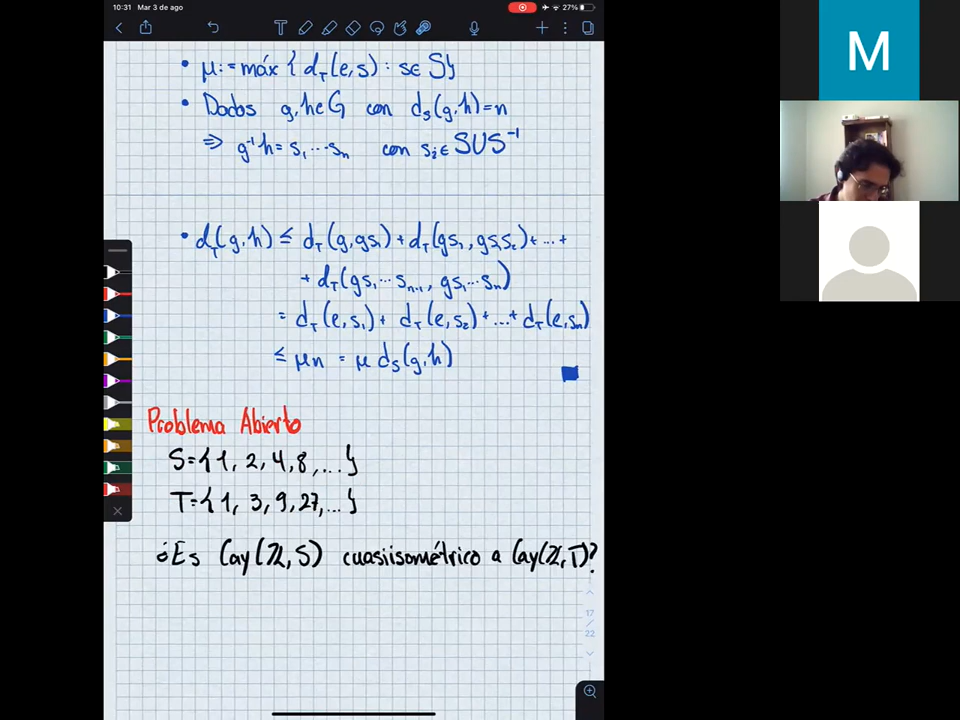 10:31 Mar 3 de ago
27%
• μ := máx { d_T(e,s) : s∈S}
• Dados g,h∈G con d_S(g,h)=n
⇒ g⁻¹h = s₁⋯sₙ con sᵢ∈ S∪S⁻¹
• d_T(g,h) ≤ d_T(g,gs₁) + d_T(gs₁,gs₁s₂) + ⋯ +
+ d_T(gs₁⋯sₙ₋₁, gs₁⋯sₙ)
= d_T(e,s₁) + d_T(e,s₂) + ⋯ + d_T(e,sₙ)
≤ μn = μ d_S(g,h)
Problema Abierto
S={1, 2, 4, 8, ...}
T={1, 3, 9, 27, ...}
¿Es Cay(ℤ,S) cuasiisométrico a Cay(ℤ,T)?
17
/
22
M